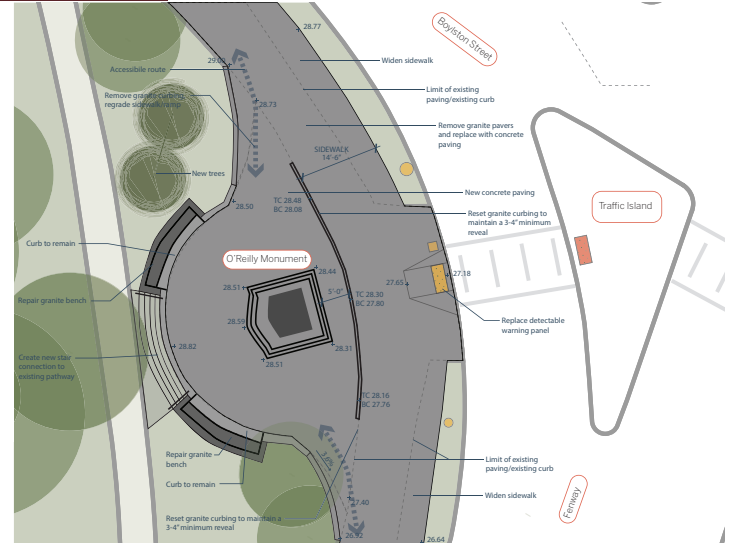 28.77
Boylston Street
Widen sidewalk
Accessibile route
Remove granite curbing,
regrade sidewalk/ramp
28.73
Limit of existing
paving/existing curb
Remove granite pavers
and replace with concrete
paving
SIDEWALK
14'-6"
New trees
New concrete paving
TC 28.48
BC 28.08
28.50
Traffic Island
Reset granite curbing to
maintain a 3-4" minimum
reveal
Curb to remain
O'Reilly Monument
28.44
27.18
27.65
28.51
5'-0"
TC 28.30
BC 27.80
Repair granite bench
28.59
Replace detectable
warning panel
28.82
28.31
Create new stair
connection to
existing pathway
28.51
TC 28.16
BC 27.76
Repair granite
bench
3.6%
Limit of existing
paving/existing curb
Curb to remain
Widen sidewalk
27.40
Fenway
Reset granite curbing to maintain a
3-4" minimum reveal
26.92
26.64